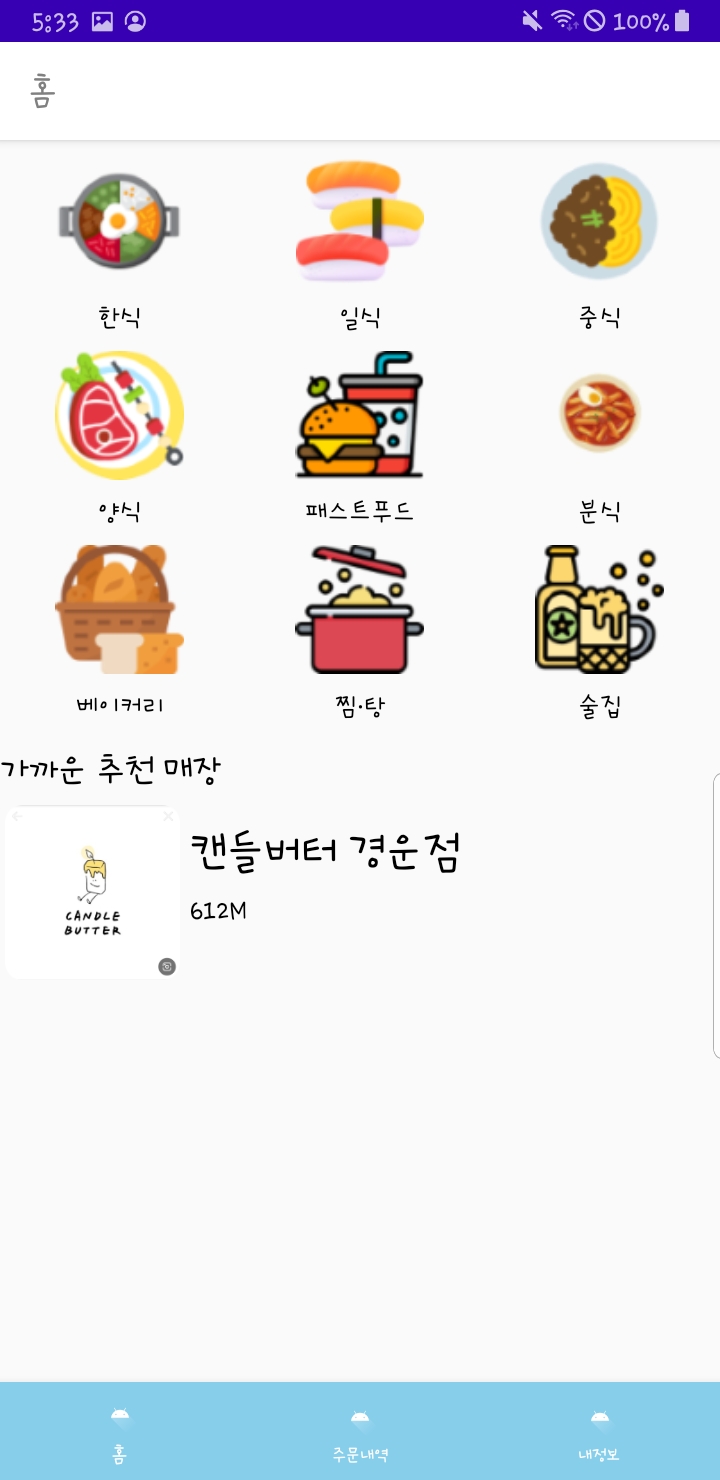 5:33 100%
홈
한식 일식 중식
양식 패스트푸드 분식
베이커리 찜·탕 술집
가까운 추천 매장
캔들버터 경운점
612M
CANDLE
BUTTER
홈 주문내역 내정보